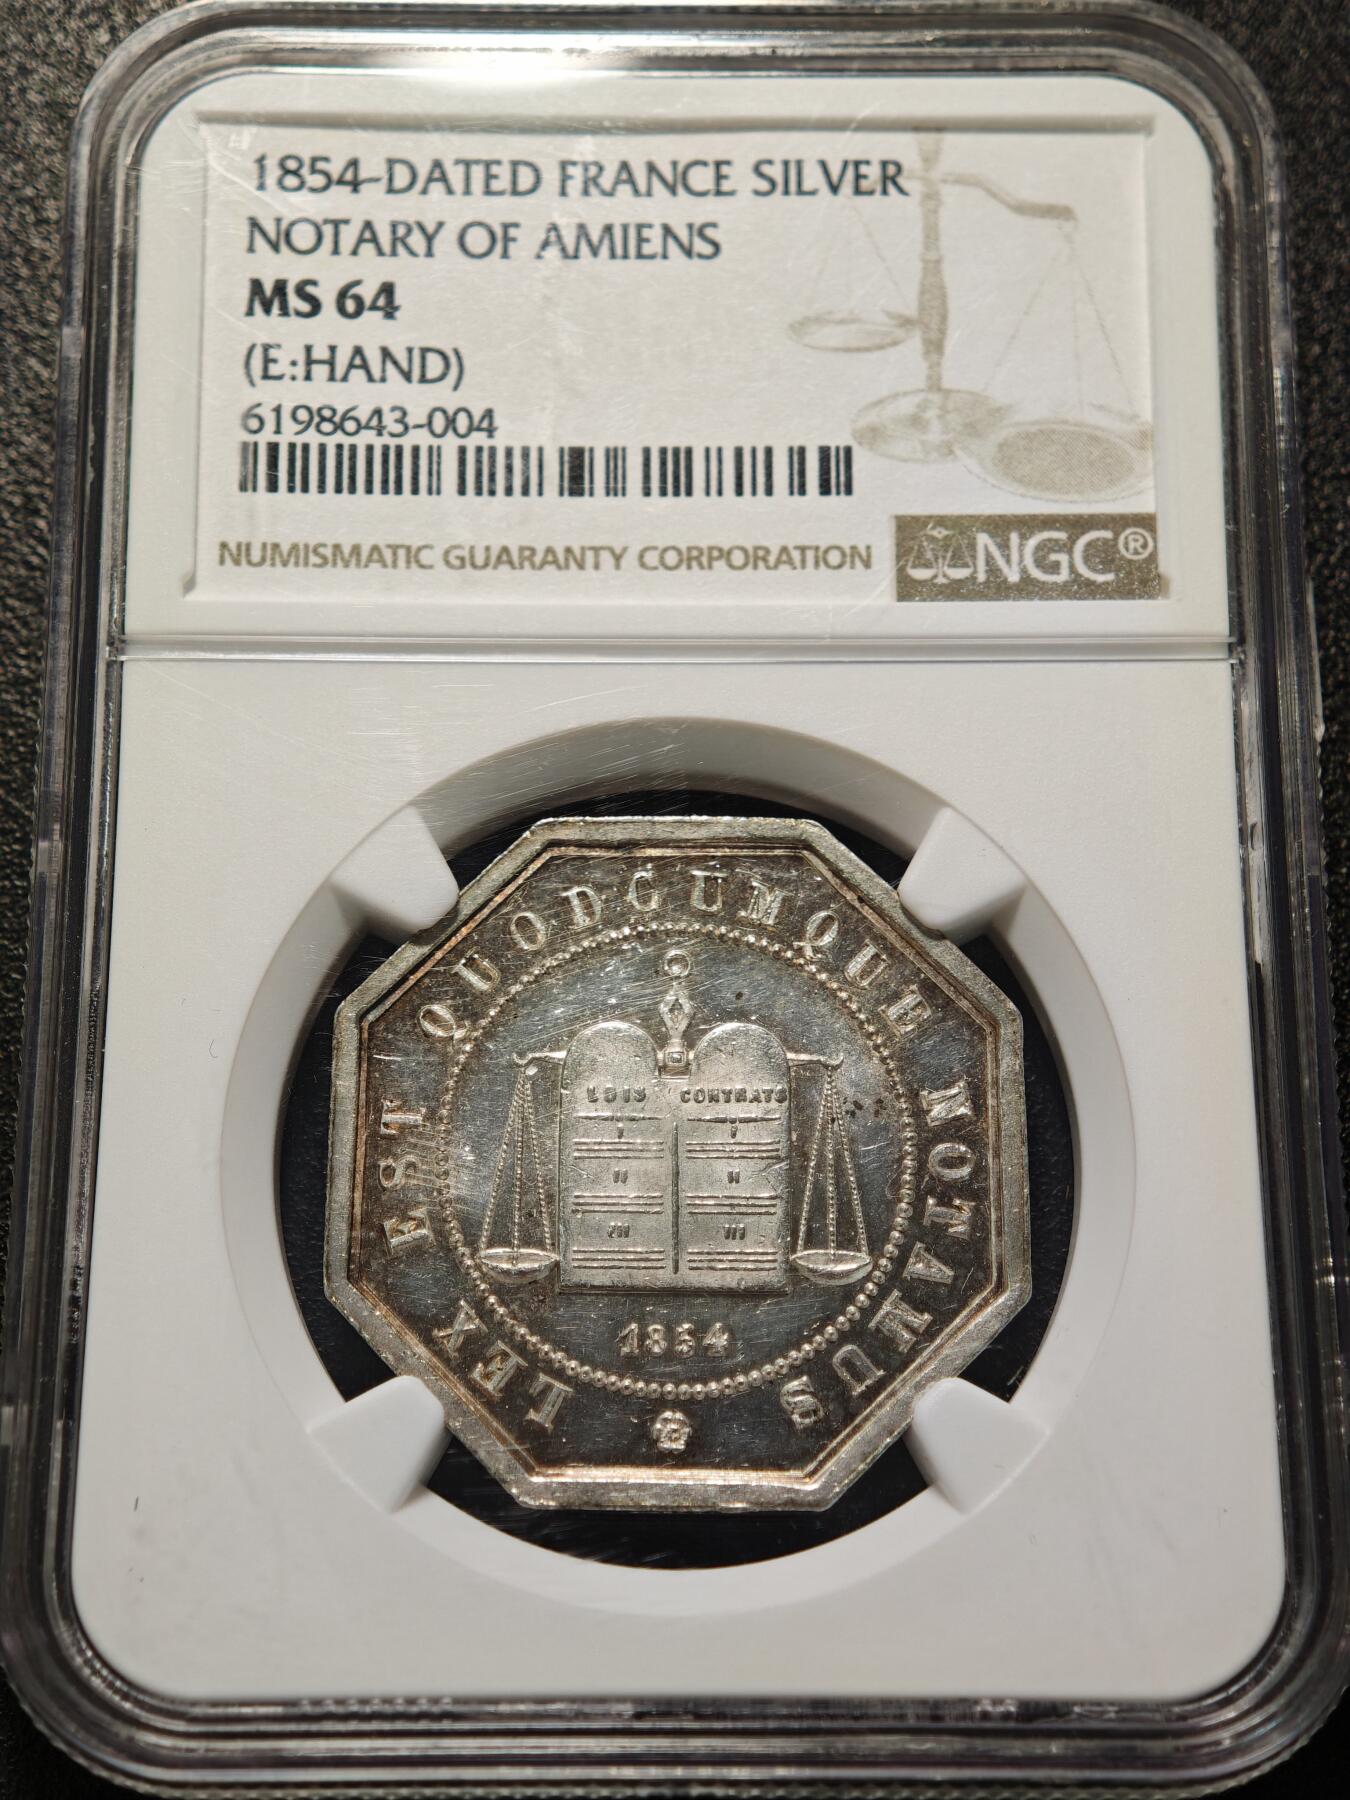 1854-DATED FRANCE SILVER
NOTARY OF AMIENS
MS 64
(E:HAND)
6198643-004
NUMISMATIC GUARANTY CORPORATION
NGC®
LEX EST QUODCUMQUE NOTAMUS
LOIS CONTRATS
I I
II II
III III
1854